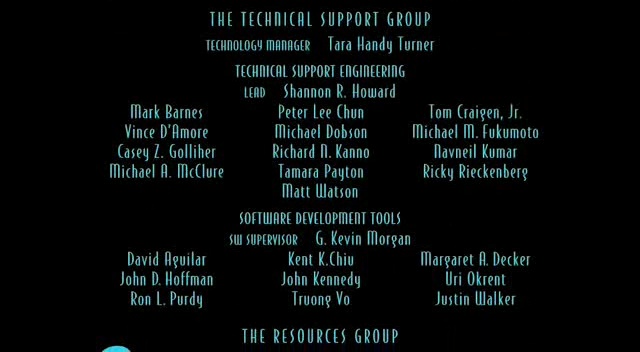 THE TECHNICAL SUPPORT GROUP
TECHNOLOGY MANAGER Tara Handy Turner
TECHNICAL SUPPORT ENGINEERING
LEAD Shannon R. Howard
Mark Barnes Peter Lee Chun Tom Craigen, Jr.
Vince D'Amore Michael Dobson Michael M. Fukumoto
Casey Z. Golliher Richard N. Kanno Navneil Kumar
Michael A. McClure Tamara Payton Ricky Rieckenberg
Matt Watson
SOFTWARE DEVELOPMENT TOOLS
SW SUPERVISOR G. Kevin Morgan
David Aguilar Kent K.Chiu Margaret A. Decker
John D. Hoffman John Kennedy Uri Okrent
Ron L. Purdy Truong Vo Justin Walker
THE RESOURCES GROUP